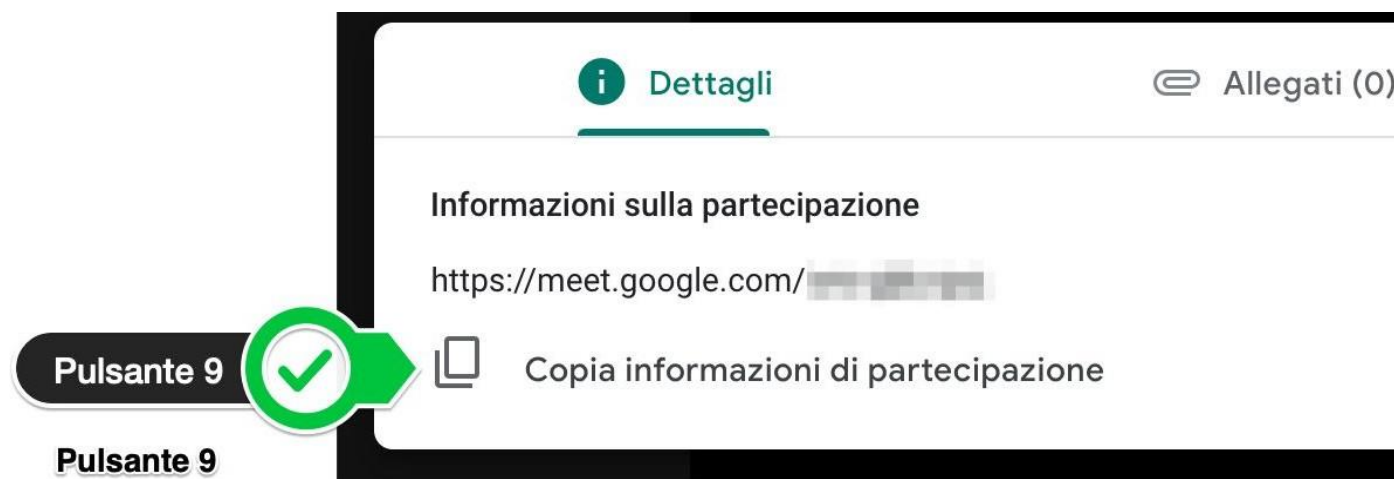 Dettagli
Allegati (0)
Informazioni sulla partecipazione
https://meet.google.com/
Pulsante 9
Copia informazioni di partecipazione
Pulsante 9